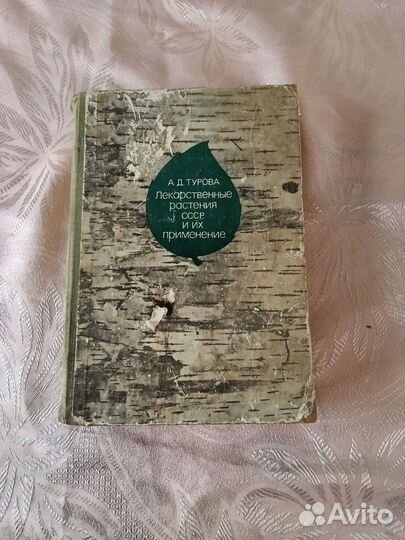 А.Д.ТУРОВА
Лекарственные
растения
СССР
и их
применение
Avito